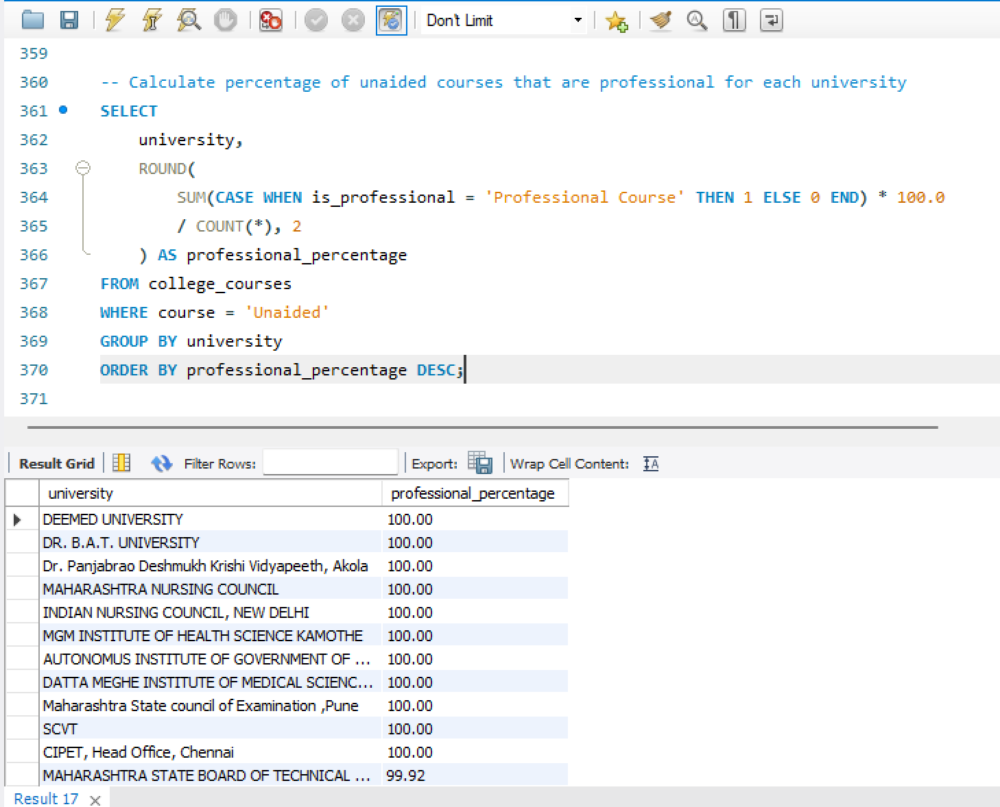 Don't Limit
359
360 -- Calculate percentage of unaided courses that are professional for each university
361 SELECT
362 university,
363 ROUND(
364 SUM(CASE WHEN is_professional = 'Professional Course' THEN 1 ELSE 0 END) * 100.0
365 / COUNT(*), 2
366 ) AS professional_percentage
367 FROM college_courses
368 WHERE course = 'Unaided'
369 GROUP BY university
370 ORDER BY professional_percentage DESC;
371
Result Grid Filter Rows: Export: Wrap Cell Content: IA
university professional_percentage
DEEMED UNIVERSITY 100.00
DR. B.A.T. UNIVERSITY 100.00
Dr. Panjabrao Deshmukh Krishi Vidyapeeth, Akola 100.00
MAHARASHTRA NURSING COUNCIL 100.00
INDIAN NURSING COUNCIL, NEW DELHI 100.00
MGM INSTITUTE OF HEALTH SCIENCE KAMOTHE 100.00
AUTONOMUS INSTITUTE OF GOVERNMENT OF ... 100.00
DATTA MEGHE INSTITUTE OF MEDICAL SCIENC... 100.00
Maharashtra State council of Examination ,Pune 100.00
SCVT 100.00
CIPET, Head Office, Chennai 100.00
MAHARASHTRA STATE BOARD OF TECHNICAL ... 99.92
Result 17